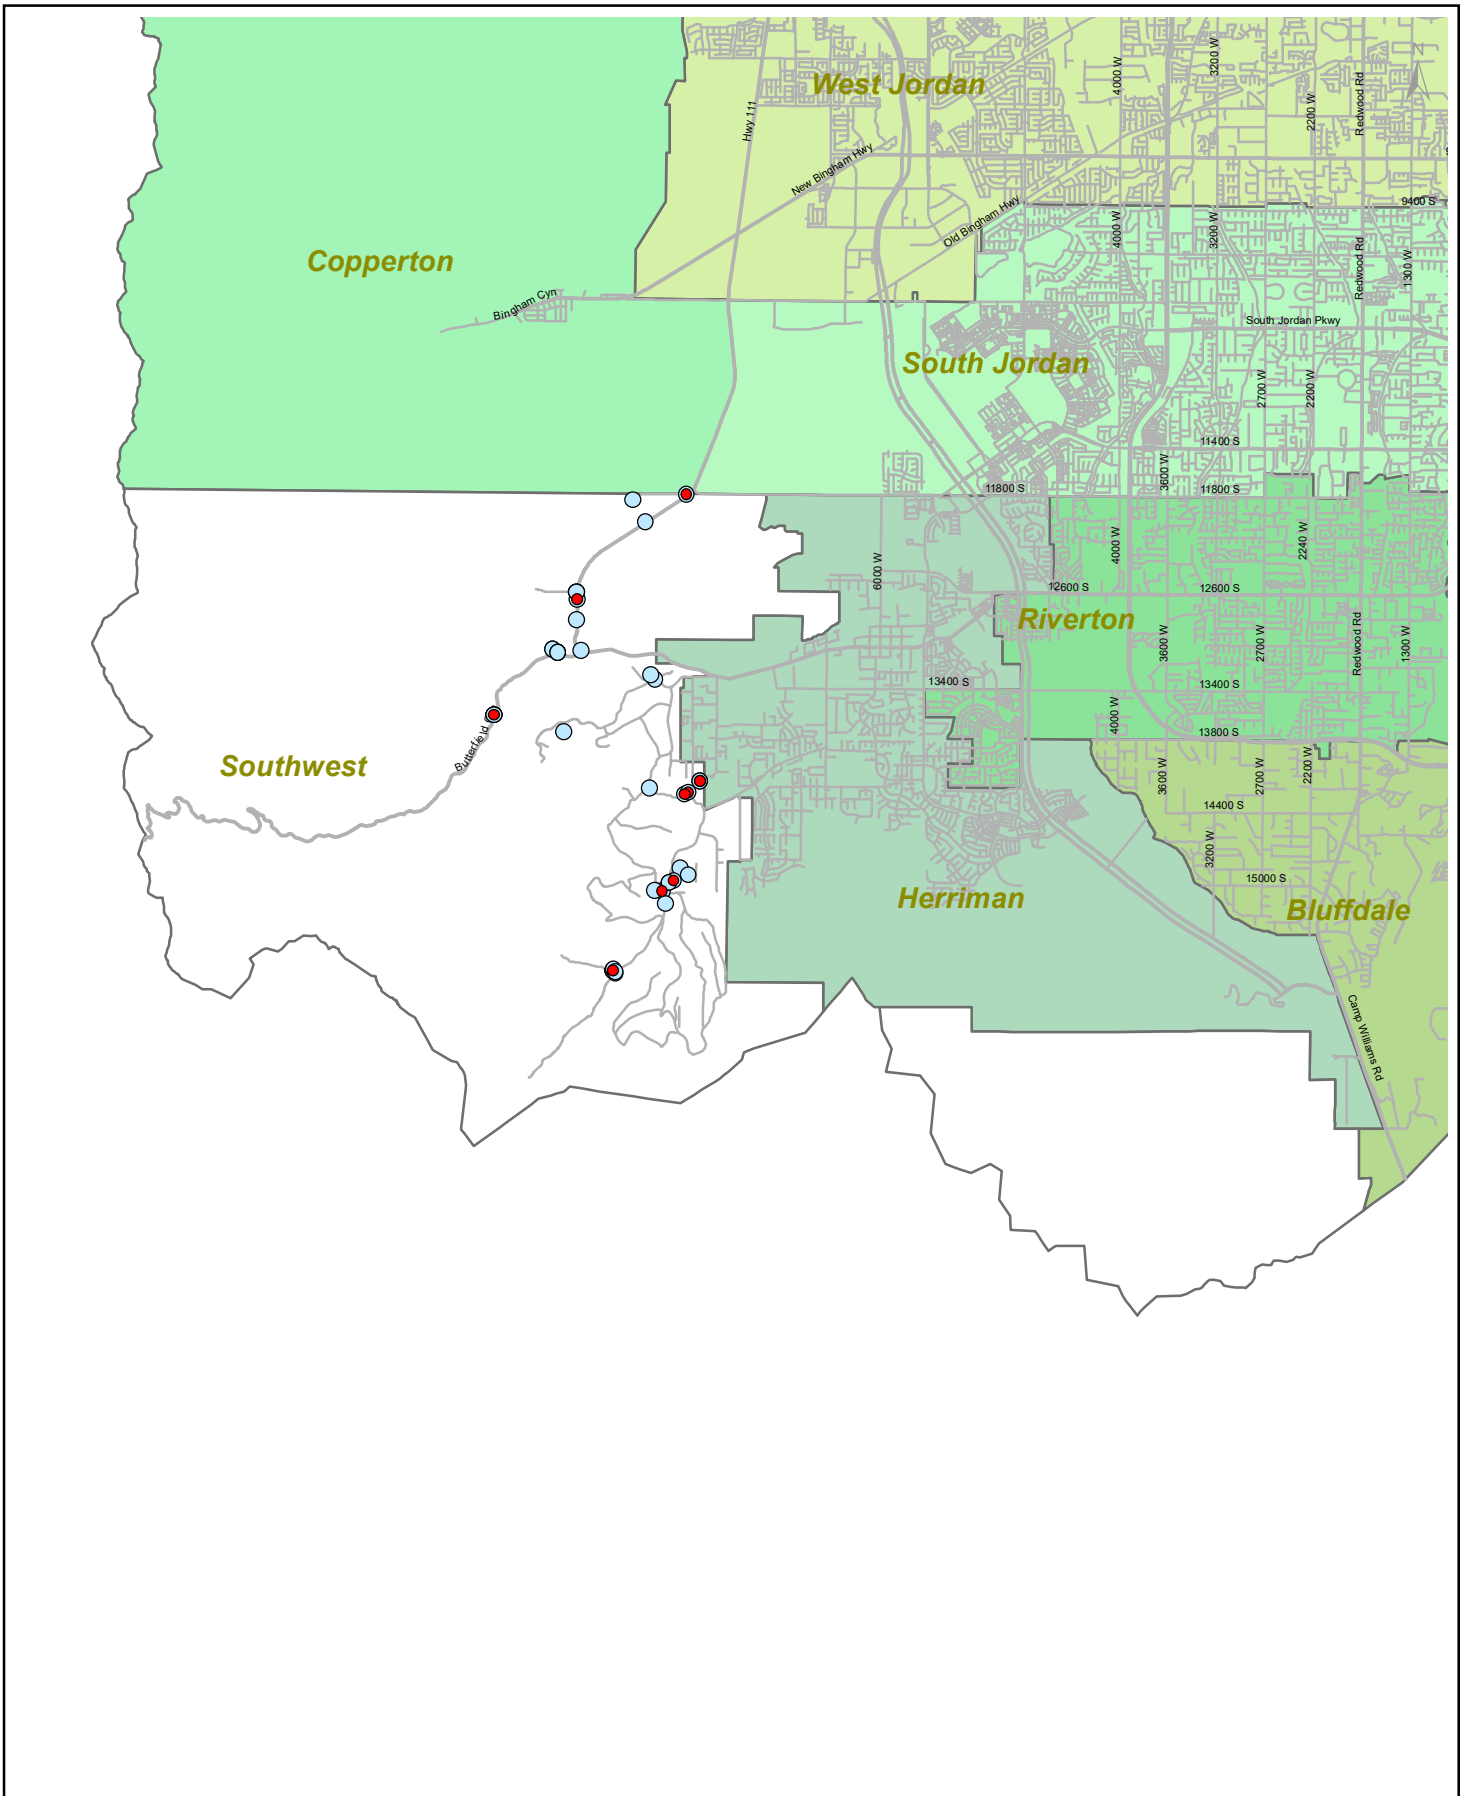 N
3200 W
4000 W
West Jordan
2200 W
Redwood Rd
Hwy 111
New Bingham Hwy
9400 S
Old Bingham Hwy
4000 W
3200 W
Redwood Rd
1300 W
Copperton
Bingham Cyn
South Jordan Pkwy
South Jordan
2700 W
2200 W
11400 S
3600 W
11800 S
11800 S
4000 W
2240 W
6000 W
12600 S
12600 S
Riverton
3600 W
2700 W
Redwood Rd
1300 W
13400 S
13400 S
4000 W
13800 S
Butterfield
Southwest
3600 W
2700 W
2200 W
14400 S
3200 W
15000 S
Herriman
Bluffdale
Camp Williams Rd